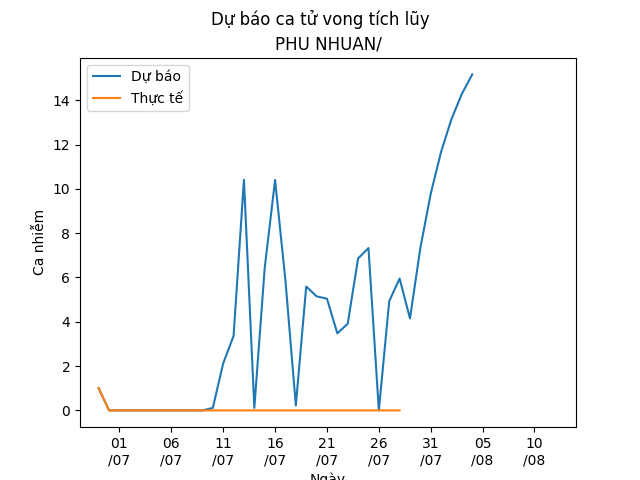 Dự báo ca tử vong tích lũy
PHU NHUAN/
Dự báo
Thực tế
Ca nhiễm
14
12
10
8
6
4
2
0
01 06 11 16 21 26 31 05 10
/07 /07 /07 /07 /07 /07 /07 /08 /08
Ngày